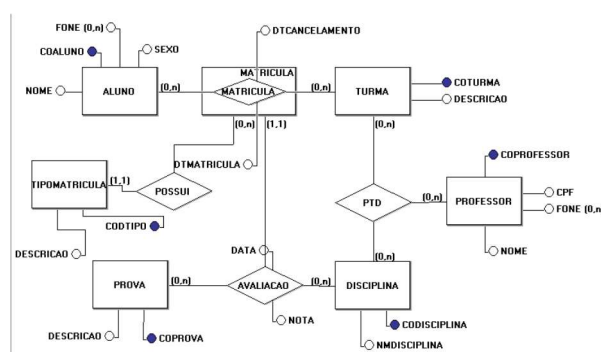 FONE (0,n)
DTCANCELAMENTO
COALUNO
SEXO
MATRICULA
COTURMA
NOME
ALUNO
(0,n)
MATRICULA
(0,n)
TURMA
DESCRICAO
(0,n)
(1,1)
(0,n)
COPROFESSOR
DTMATRICULA
TIPOMATRICULA
(1,1)
POSSUI
CPF
PTD
(0,n)
PROFESSOR
FONE (0,n
CODTIPO
DESCRICAO
DATA
NOME
(0,n)
PROVA
(0,n)
AVALIACAO
(0,n)
DISCIPLINA
NOTA
CODISCIPLINA
DESCRICAO
COPROVA
NMDISCIPLINA